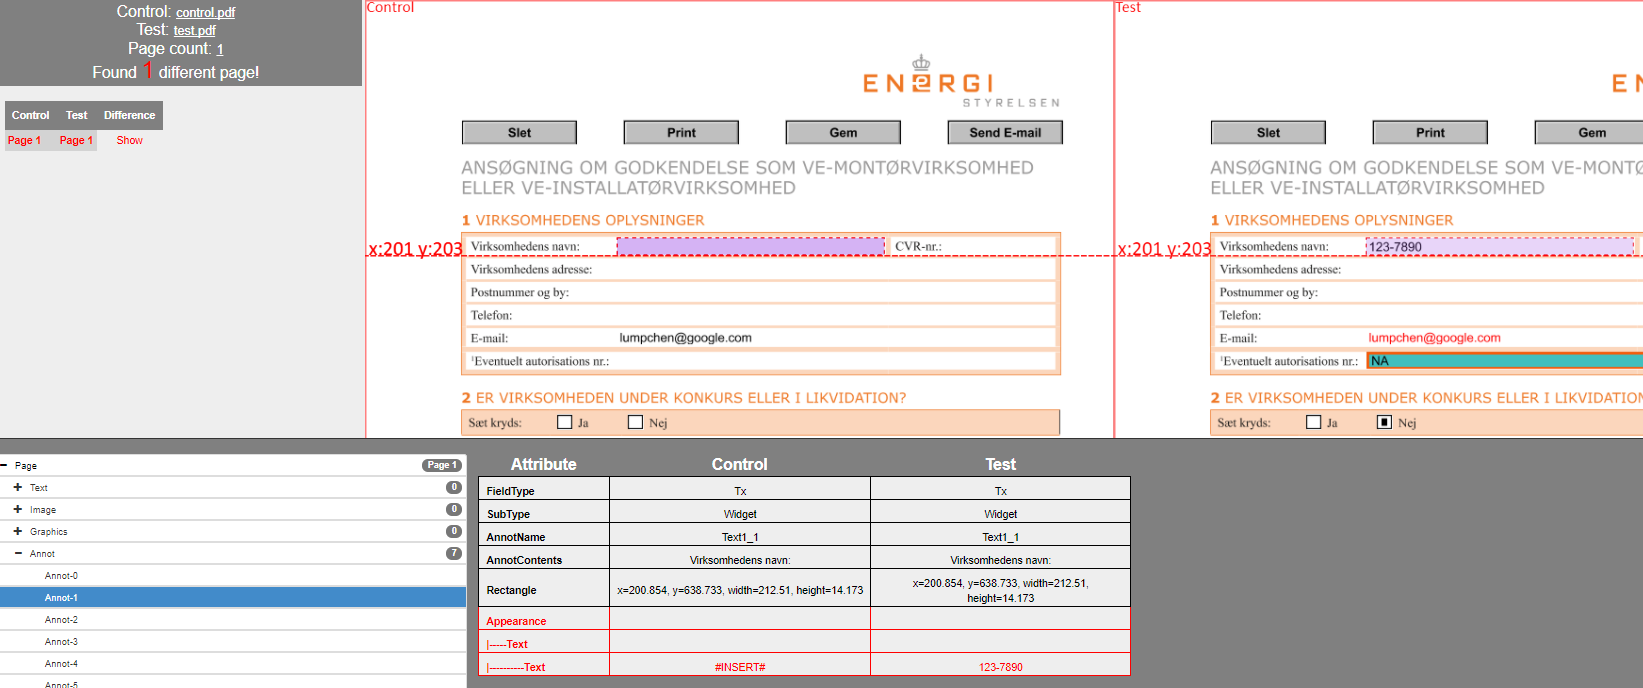 Control: control.pdf
Test: test.pdf
Page count: 1
Found 1 different page!
Control Test Difference
Page 1 Page 1 Show
Control
ENERGI
STYRELSEN
Slet Print Gem Send E-mail
ANSØGNING OM GODKENDELSE SOM VE-MONTØRVIRKSOMHED
ELLER VE-INSTALLATØRVIRKSOMHED
1 VIRKSOMHEDENS OPLYSNINGER
x:201 y:203
Virksomhedens navn: CVR-nr.:
Virksomhedens adresse:
Postnummer og by:
Telefon:
E-mail: lumpchen@google.com
¹Eventuelt autorisations nr.:
2 ER VIRKSOMHEDEN UNDER KONKURS ELLER I LIKVIDATION?
Sæt kryds: Ja Nej
Test
EN
Slet Print Gem
ANSØGNING OM GODKENDELSE SOM VE-MONTØ
ELLER VE-INSTALLATØRVIRKSOMHED
1 VIRKSOMHEDENS OPLYSNINGER
x:201 y:203
Virksomhedens navn: 123-7890
Virksomhedens adresse:
Postnummer og by:
Telefon:
E-mail: lumpchen@google.com
¹Eventuelt autorisations nr.: NA
2 ER VIRKSOMHEDEN UNDER KONKURS ELLER I LIKVIDATION
Sæt kryds: Ja Nej
Page Page 1
Text 0
Image 0
Graphics 0
Annot 7
Annot-0
Annot-1
Annot-2
Annot-3
Annot-4
Annot-5
Attribute Control Test
FieldType Tx Tx
SubType Widget Widget
AnnotName Text1_1 Text1_1
AnnotContents Virksomhedens navn: Virksomhedens navn:
Rectangle x=200.854, y=638.733, width=212.51, height=14.173 x=200.854, y=638.733, width=212.51,
height=14.173
Appearance
|-----Text
|----------Text #INSERT# 123-7890